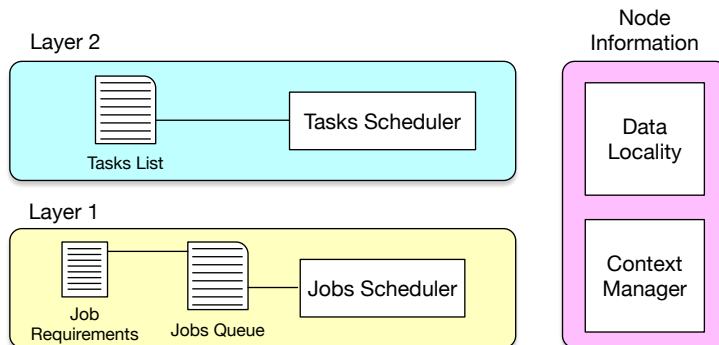 Layer 2
Tasks Scheduler
Tasks List
Layer 1
Jobs Scheduler
Job
Requirements
Jobs Queue
Node
Information
Data
Locality
Context
Manager